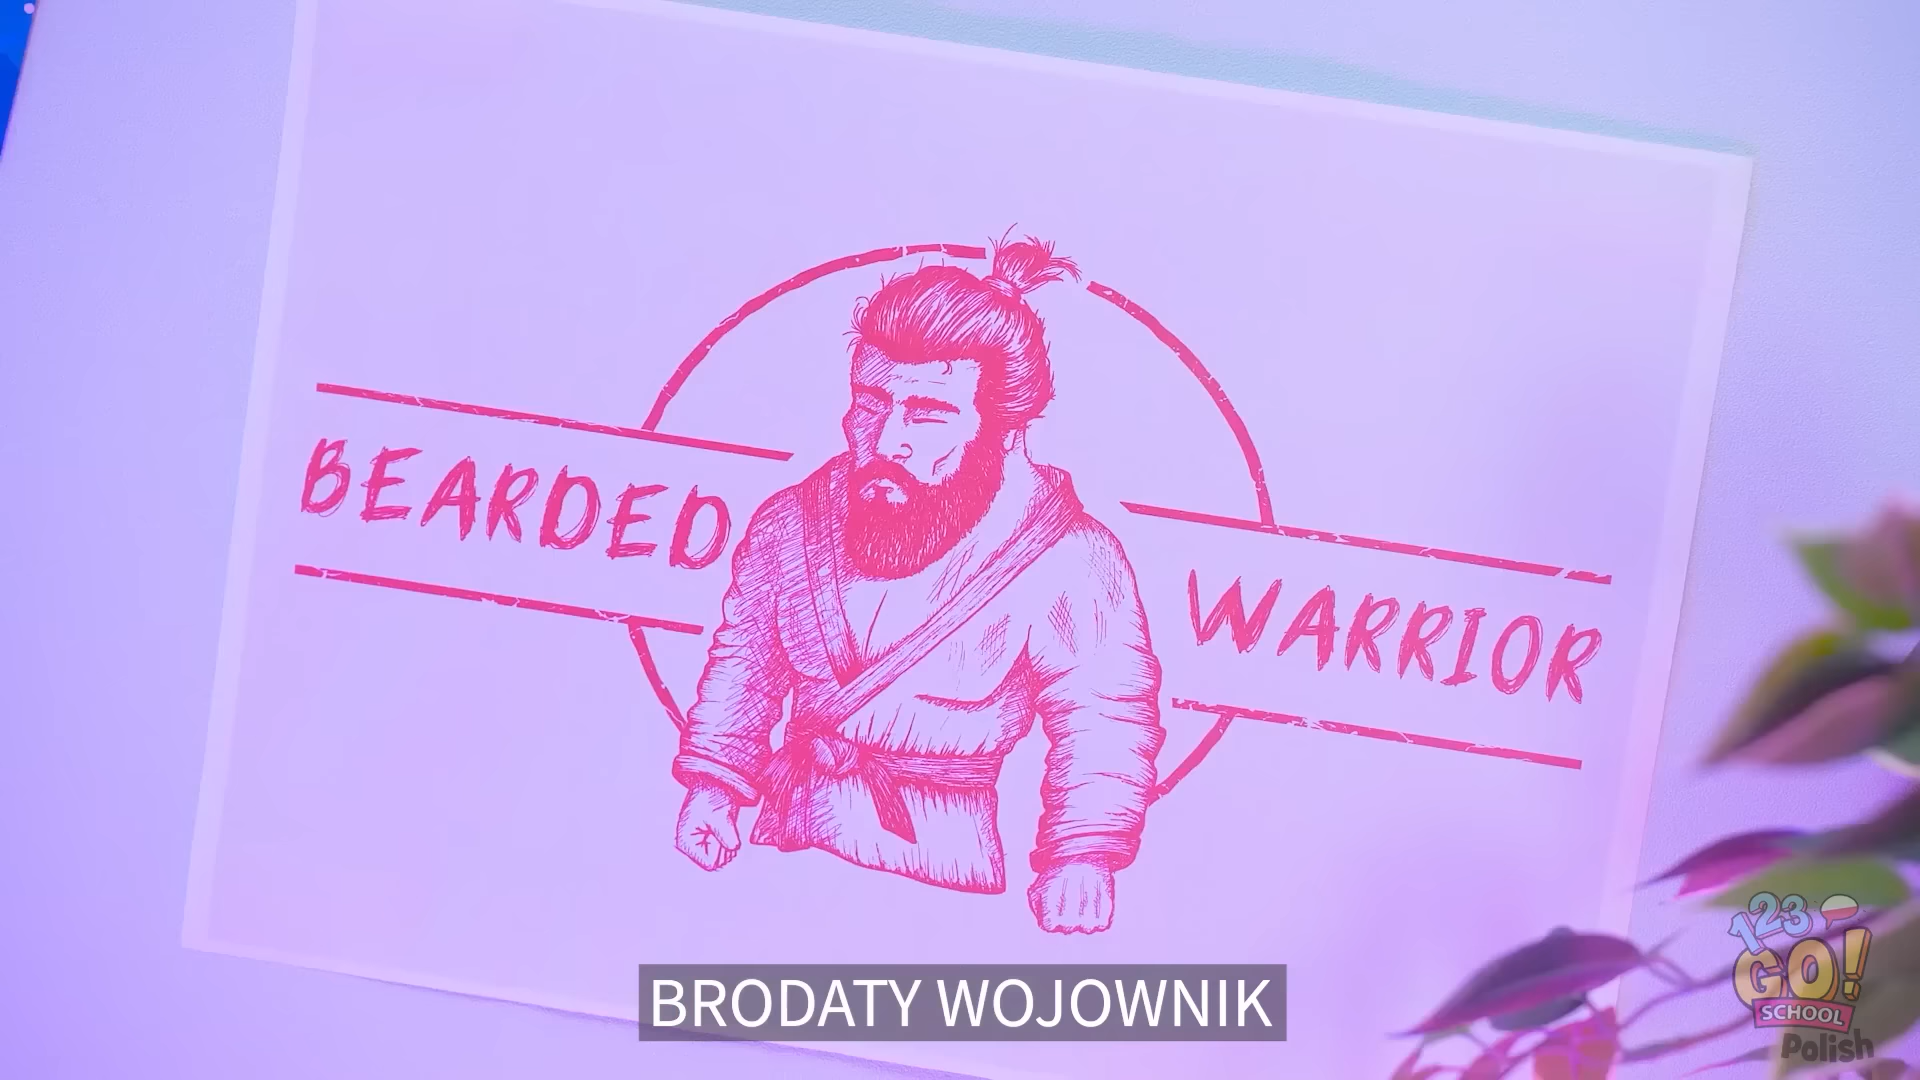 BEARDED
WARRIOR
BRODATY WOJOWNIK
123
GO!
SCHOOL
Polish